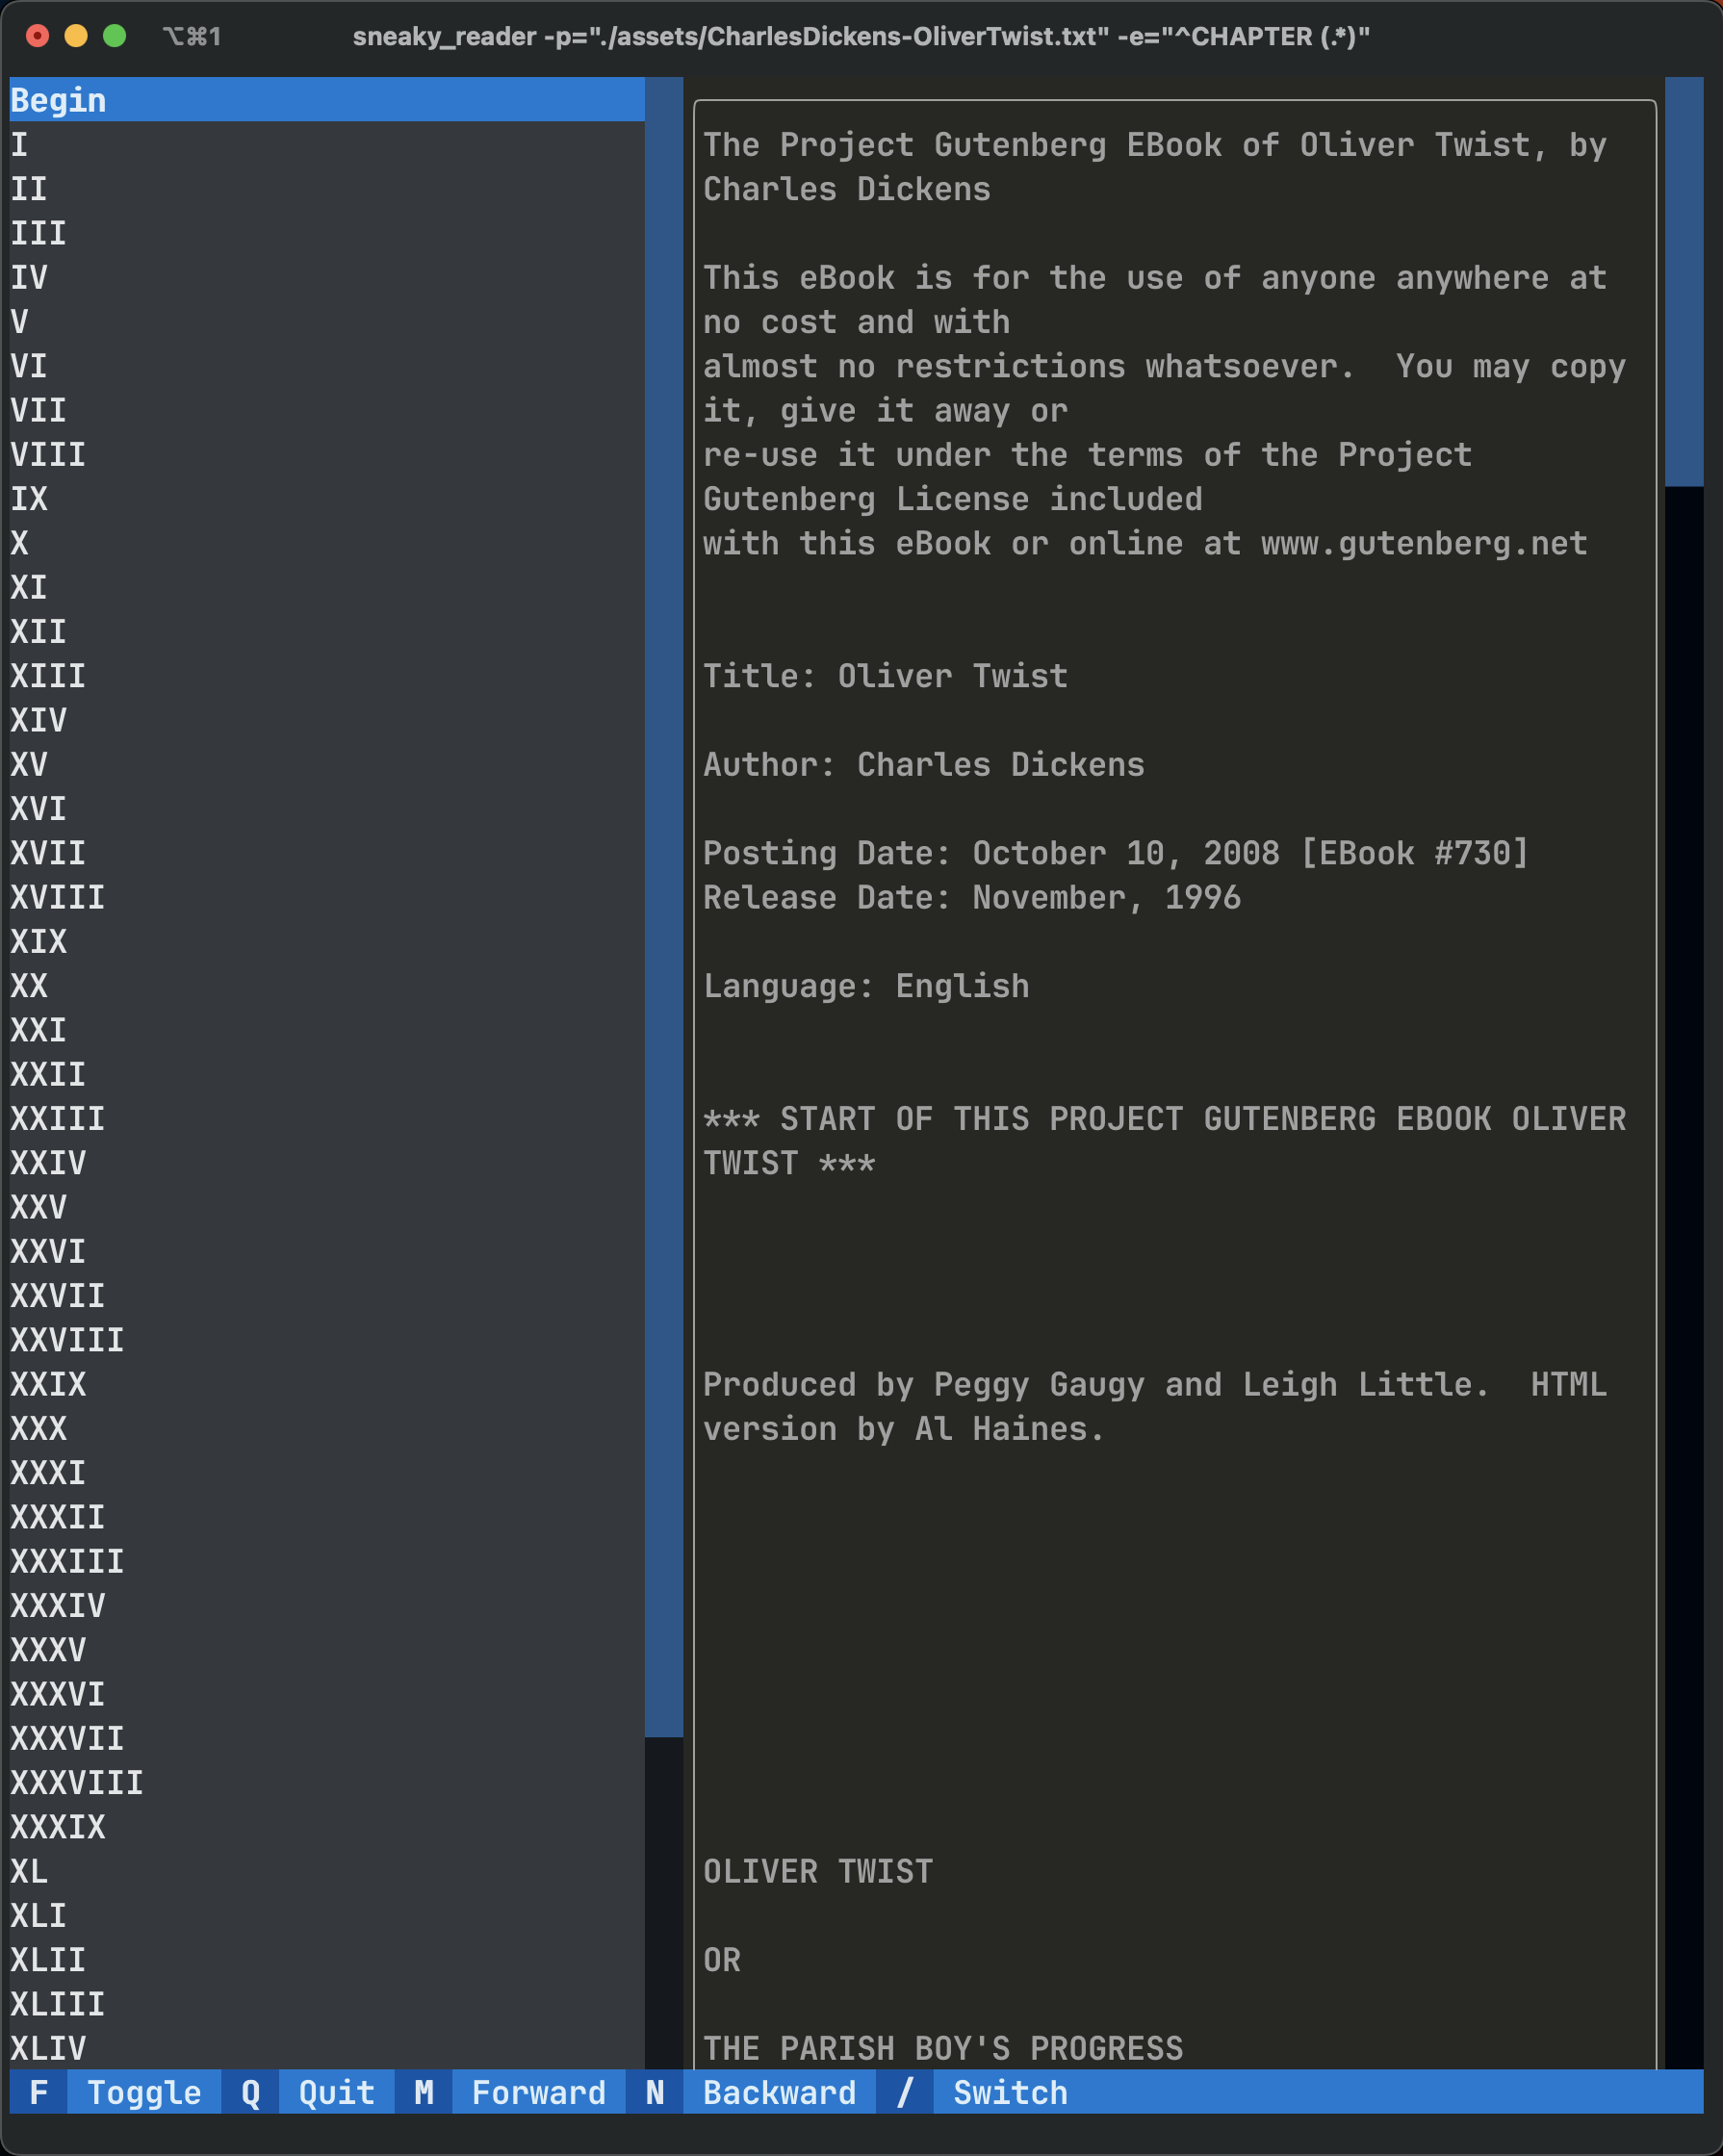 ⌥⌘1
sneaky_reader -p="./assets/CharlesDickens-OliverTwist.txt" -e="^CHAPTER (.*)"
Begin
I
II
III
IV
V
VI
VII
VIII
IX
X
XI
XII
XIII
XIV
XV
XVI
XVII
XVIII
XIX
XX
XXI
XXII
XXIII
XXIV
XXV
XXVI
XXVII
XXVIII
XXIX
XXX
XXXI
XXXII
XXXIII
XXXIV
XXXV
XXXVI
XXXVII
XXXVIII
XXXIX
XL
XLI
XLII
XLIII
XLIV
The Project Gutenberg EBook of Oliver Twist, by
Charles Dickens
This eBook is for the use of anyone anywhere at
no cost and with
almost no restrictions whatsoever.  You may copy
it, give it away or
re-use it under the terms of the Project
Gutenberg License included
with this eBook or online at www.gutenberg.net
Title: Oliver Twist
Author: Charles Dickens
Posting Date: October 10, 2008 [EBook #730]
Release Date: November, 1996
Language: English
*** START OF THIS PROJECT GUTENBERG EBOOK OLIVER
TWIST ***
Produced by Peggy Gaugy and Leigh Little.  HTML
version by Al Haines.
OLIVER TWIST
OR
THE PARISH BOY'S PROGRESS
F Toggle Q Quit M Forward N Backward / Switch